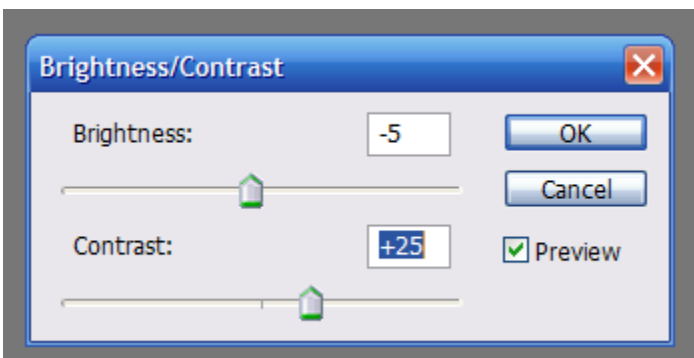 Brightness/Contrast
Brightness: -5
OK
Cancel
Contrast: +25
Preview